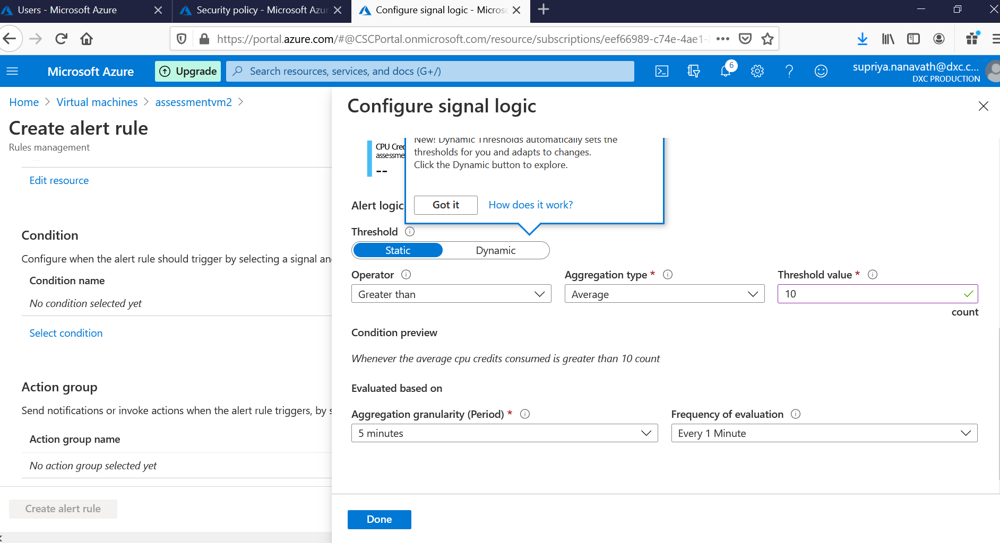 Users - Microsoft Azure
Security policy - Microsoft Azur
Configure signal logic - Micros
https://portal.azure.com/#@CSCPortal.onmicrosoft.com/resource/subscriptions/eef66989-c74e-4ae1-
Microsoft Azure
Upgrade
Search resources, services, and docs (G+/)
6
supriya.nanavath@dxc.c...
DXC PRODUCTION
Home > Virtual machines > assessmentvm2 >
Create alert rule
Rules management
Edit resource
Condition
Configure when the alert rule should trigger by selecting a signal and
Condition name
No condition selected yet
Select condition
Action group
Send notifications or invoke actions when the alert rule triggers, by s
Action group name
No action group selected yet
Create alert rule
Configure signal logic
CPU Cred
assessme
--
New! Dynamic Thresholds automatically sets the
thresholds for you and adapts to changes.
Click the Dynamic button to explore.
Got it
How does it work?
Alert logic
Threshold
Static
Dynamic
Operator
Aggregation type *
Threshold value *
Greater than
Average
10
count
Condition preview
Whenever the average cpu credits consumed is greater than 10 count
Evaluated based on
Aggregation granularity (Period) *
Frequency of evaluation
5 minutes
Every 1 Minute
Done